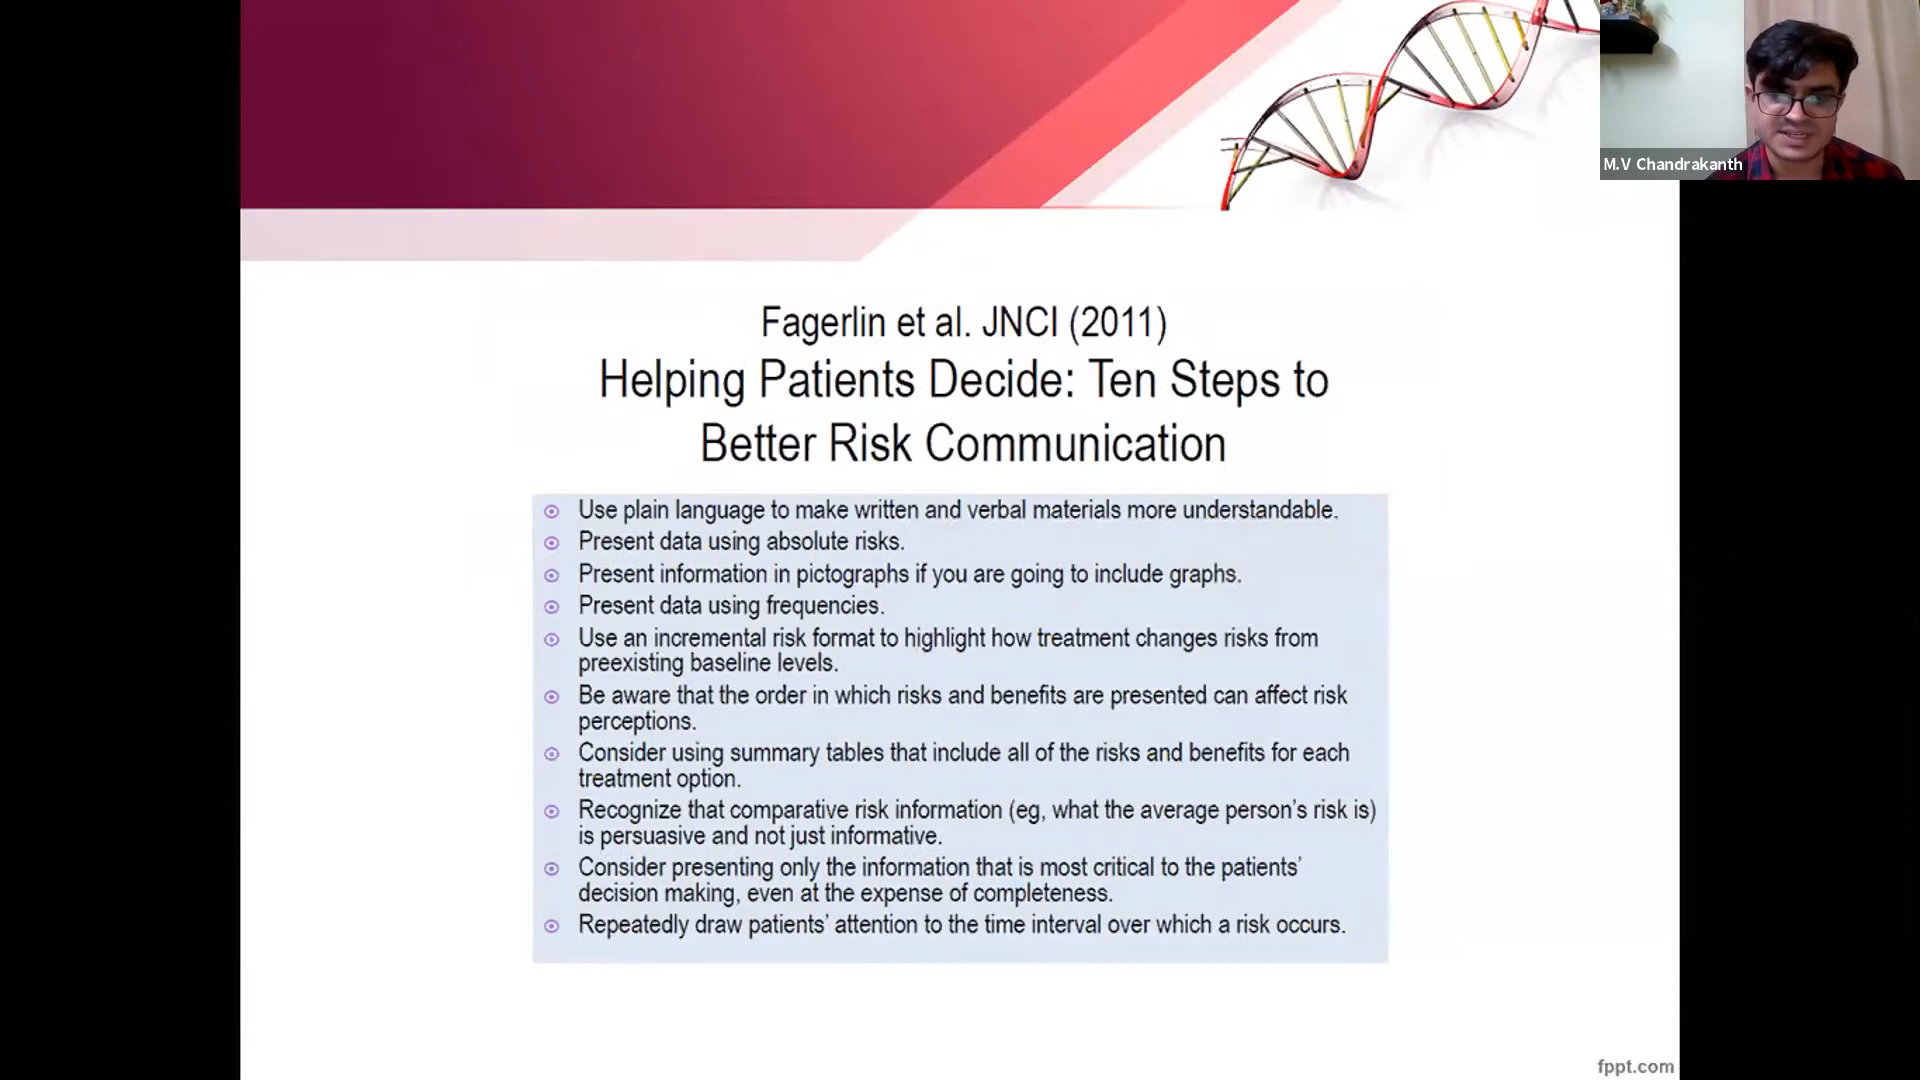 M.V Chandrakanth
Fagerlin et al. JNCI (2011)
Helping Patients Decide: Ten Steps to
Better Risk Communication
Use plain language to make written and verbal materials more understandable.
Present data using absolute risks.
Present information in pictographs if you are going to include graphs.
Present data using frequencies.
Use an incremental risk format to highlight how treatment changes risks from
preexisting baseline levels.
Be aware that the order in which risks and benefits are presented can affect risk
perceptions.
Consider using summary tables that include all of the risks and benefits for each
treatment option.
Recognize that comparative risk information (eg, what the average person’s risk is)
is persuasive and not just informative.
Consider presenting only the information that is most critical to the patients’
decision making, even at the expense of completeness.
Repeatedly draw patients’ attention to the time interval over which a risk occurs.
fppt.com